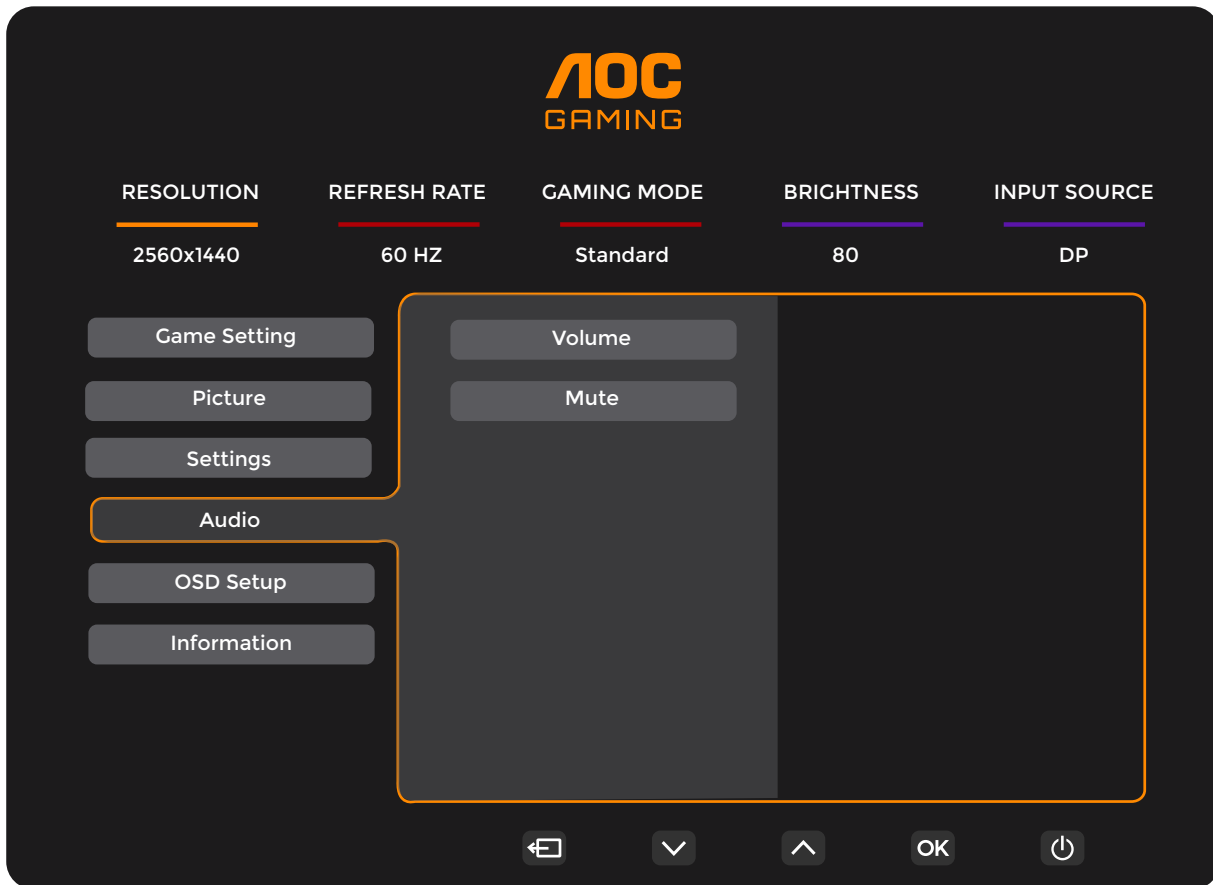 AOC
GAMING
RESOLUTION REFRESH RATE GAMING MODE BRIGHTNESS INPUT SOURCE
2560x1440 60 HZ Standard 80 DP
Game Setting Volume
Picture Mute
Settings
Audio
OSD Setup
Information
OK